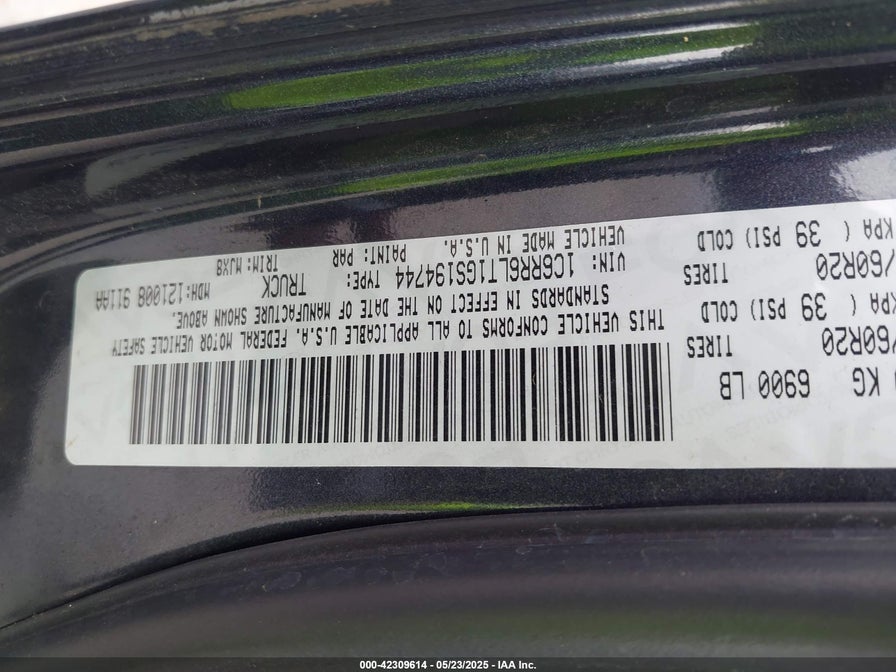 6900 LB
KG
TIRES
/60R20
39 PSI) COLD
KPA (
TIRES
/60R20
39 PSI) COLD
KPA (
THIS VEHICLE CONFORMS TO ALL APPLICABLE U.S.A. FEDERAL MOTOR VEHICLE SAFETY
STANDARDS IN EFFECT ON THE DATE OF MANUFACTURE SHOWN ABOVE.
VIN: 1C6RR6LT1GS194744 TYPE: TRUCK MDH: 121008 911AA
VEHICLE MADE IN U.S.A. PAINT: PAR TRIM: MJX8
000-42309614 - 05/23/2025 - IAA Inc.